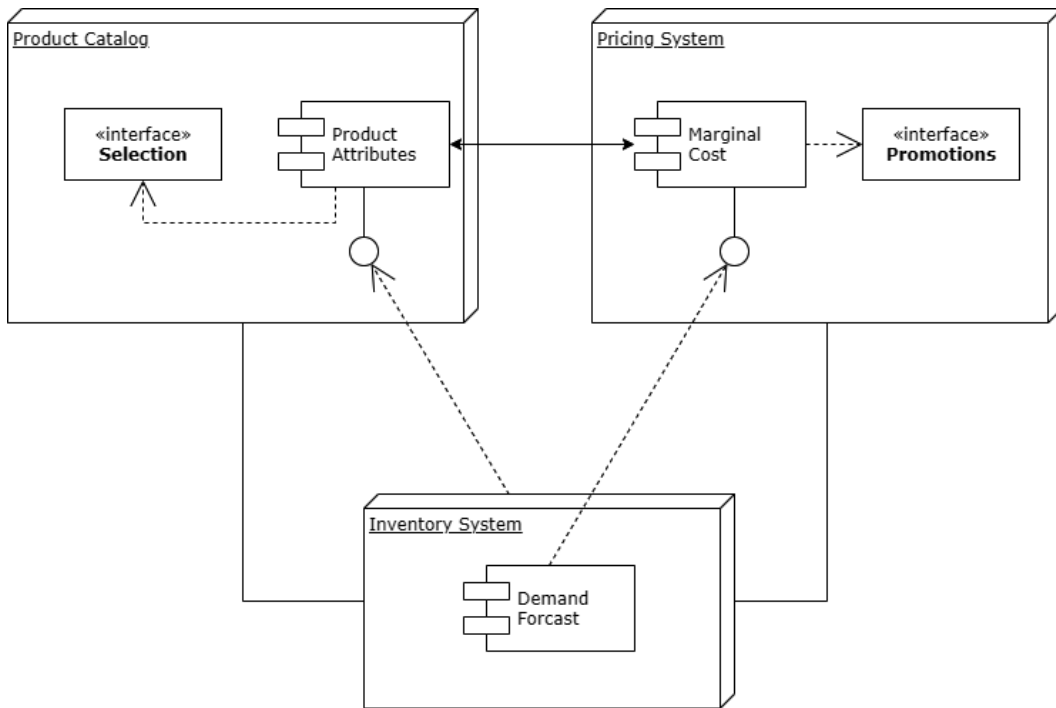 Product Catalog
Pricing System
«interface»
Selection
Product
Attributes
Marginal
Cost
«interface»
Promotions
Inventory System
Demand
Forcast